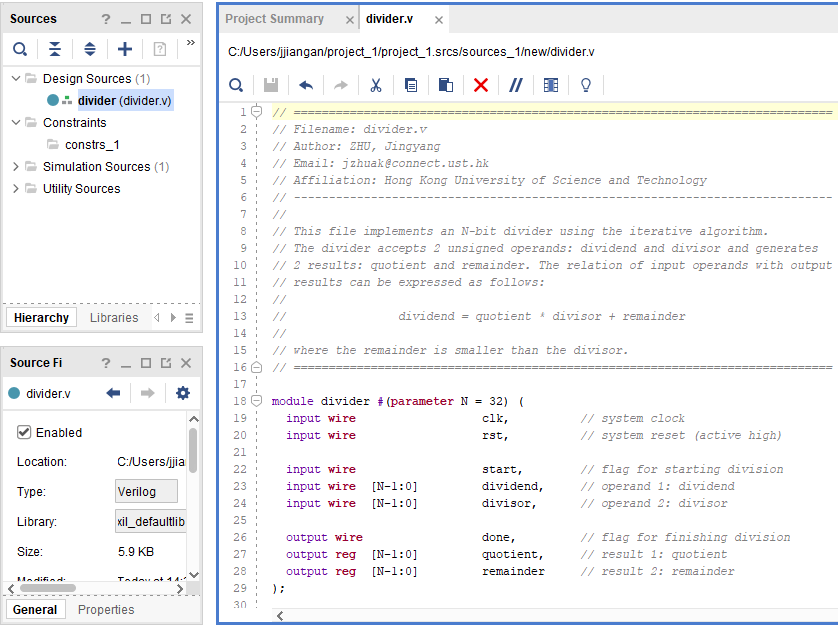 Sources
Design Sources (1)
divider (divider.v)
Constraints
constrs_1
Simulation Sources (1)
Utility Sources
Hierarchy Libraries
Source Fi
divider.v
Enabled
Location: C:/Users/jjia
Type: Verilog
Library: xil_defaultlib
Size: 5.9 KB
Modified: Today at 14:
General Properties
Project Summary divider.v
C:/Users/jjiangan/project_1/project_1.srcs/sources_1/new/divider.v
1 // =============================================================================
2 // Filename: divider.v
3 // Author: ZHU, Jingyang
4 // Email: jzhuak@connect.ust.hk
5 // Affiliation: Hong Kong University of Science and Technology
6 // -----------------------------------------------------------------------------
7 //
8 // This file implements an N-bit divider using the iterative algorithm.
9 // The divider accepts 2 unsigned operands: dividend and divisor and generates
10 // 2 results: quotient and remainder. The relation of input operands with output
11 // results can be expressed as follows:
12 //
13 // dividend = quotient * divisor + remainder
14 //
15 // where the remainder is smaller than the divisor.
16 // =============================================================================
17
18 module divider #(parameter N = 32) (
19 input wire clk, // system clock
20 input wire rst, // system reset (active high)
21
22 input wire start, // flag for starting division
23 input wire [N-1:0] dividend, // operand 1: dividend
24 input wire [N-1:0] divisor, // operand 2: divisor
25
26 output wire done, // flag for finishing division
27 output reg [N-1:0] quotient, // result 1: quotient
28 output reg [N-1:0] remainder // result 2: remainder
29 );
30